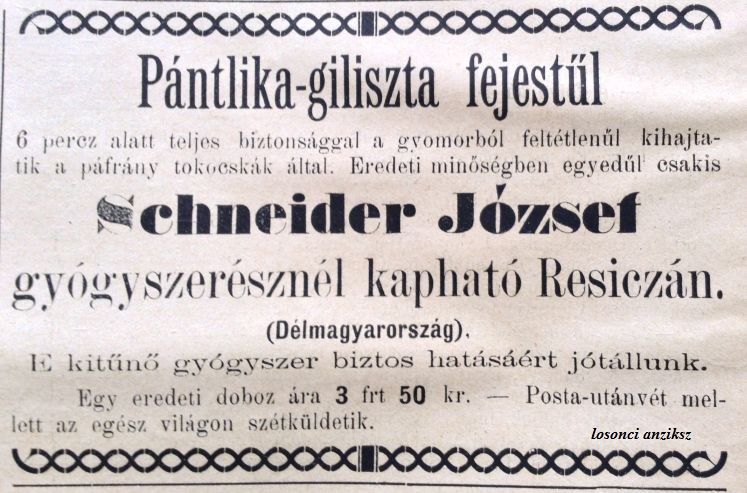 Pántlika-giliszta fejestűl
6 percz alatt teljes biztonsággal a gyomorból feltétlenűl kihajta-
tik a páfrány tokocskák által. Eredeti minőségben egyedűl csakis
Schneider József
gyógyszerésznél kapható Resiczán.
(Délmagyarország).
E kitűnő gyógyszer biztos hatásáért jótállunk.
Egy eredeti doboz ára 3 frt 50 kr. — Posta-utánvét mel-
lett az egész világon szétküldetik.
losonci anziksz